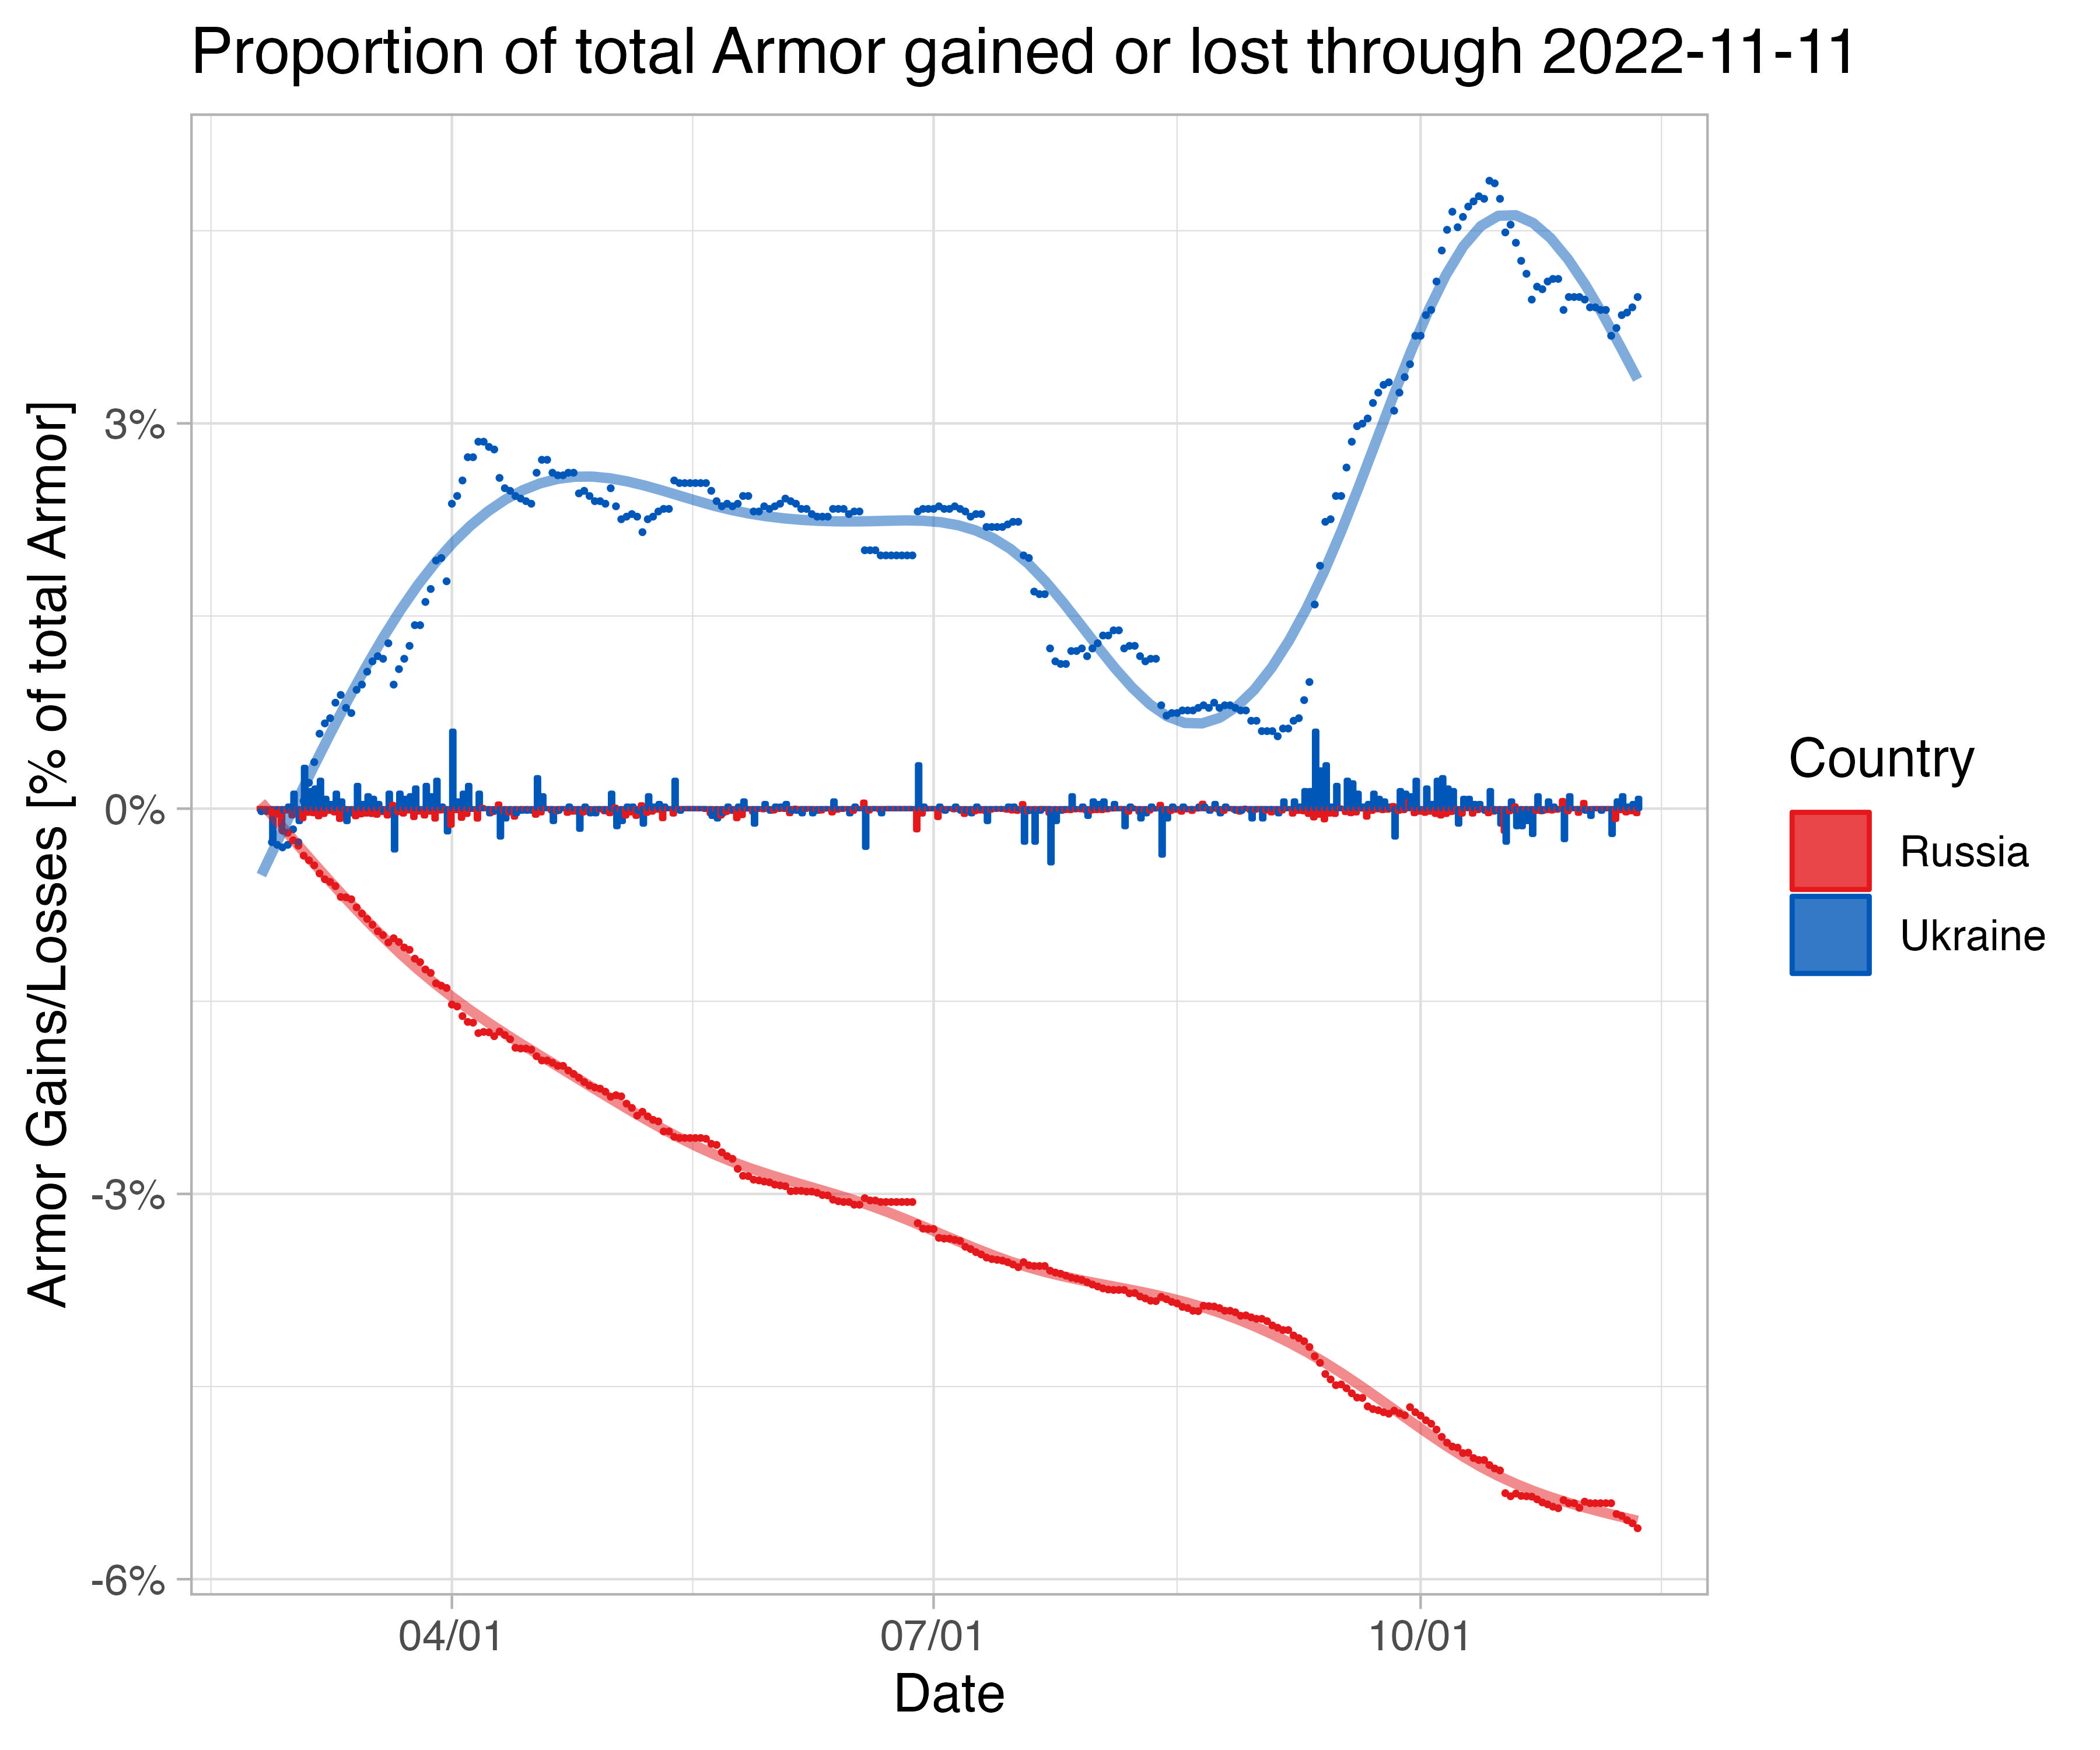 Proportion of total Armor gained or lost through 2022-11-11
Armor Gains/Losses [% of total Armor]
3%
0%
-3%
-6%
04/01
07/01
10/01
Date
Country
Russia
Ukraine